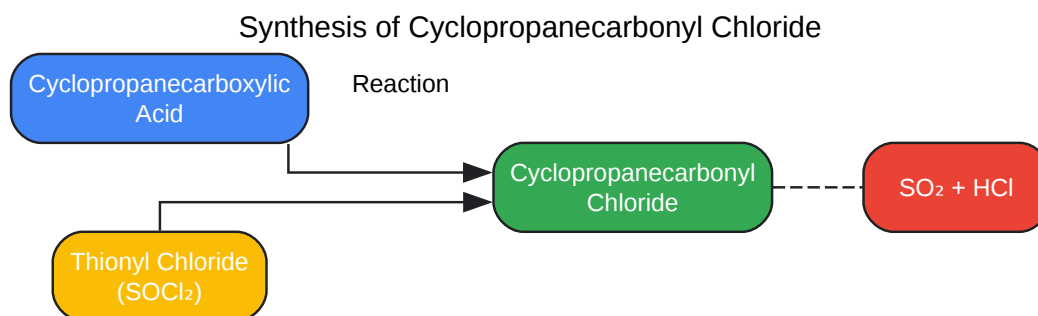 Synthesis of Cyclopropanecarbonyl Chloride
Cyclopropanecarboxylic
Acid
Reaction
Cyclopropanecarbonyl
Chloride
SO₂ + HCl
Thionyl Chloride
(SOCl₂)